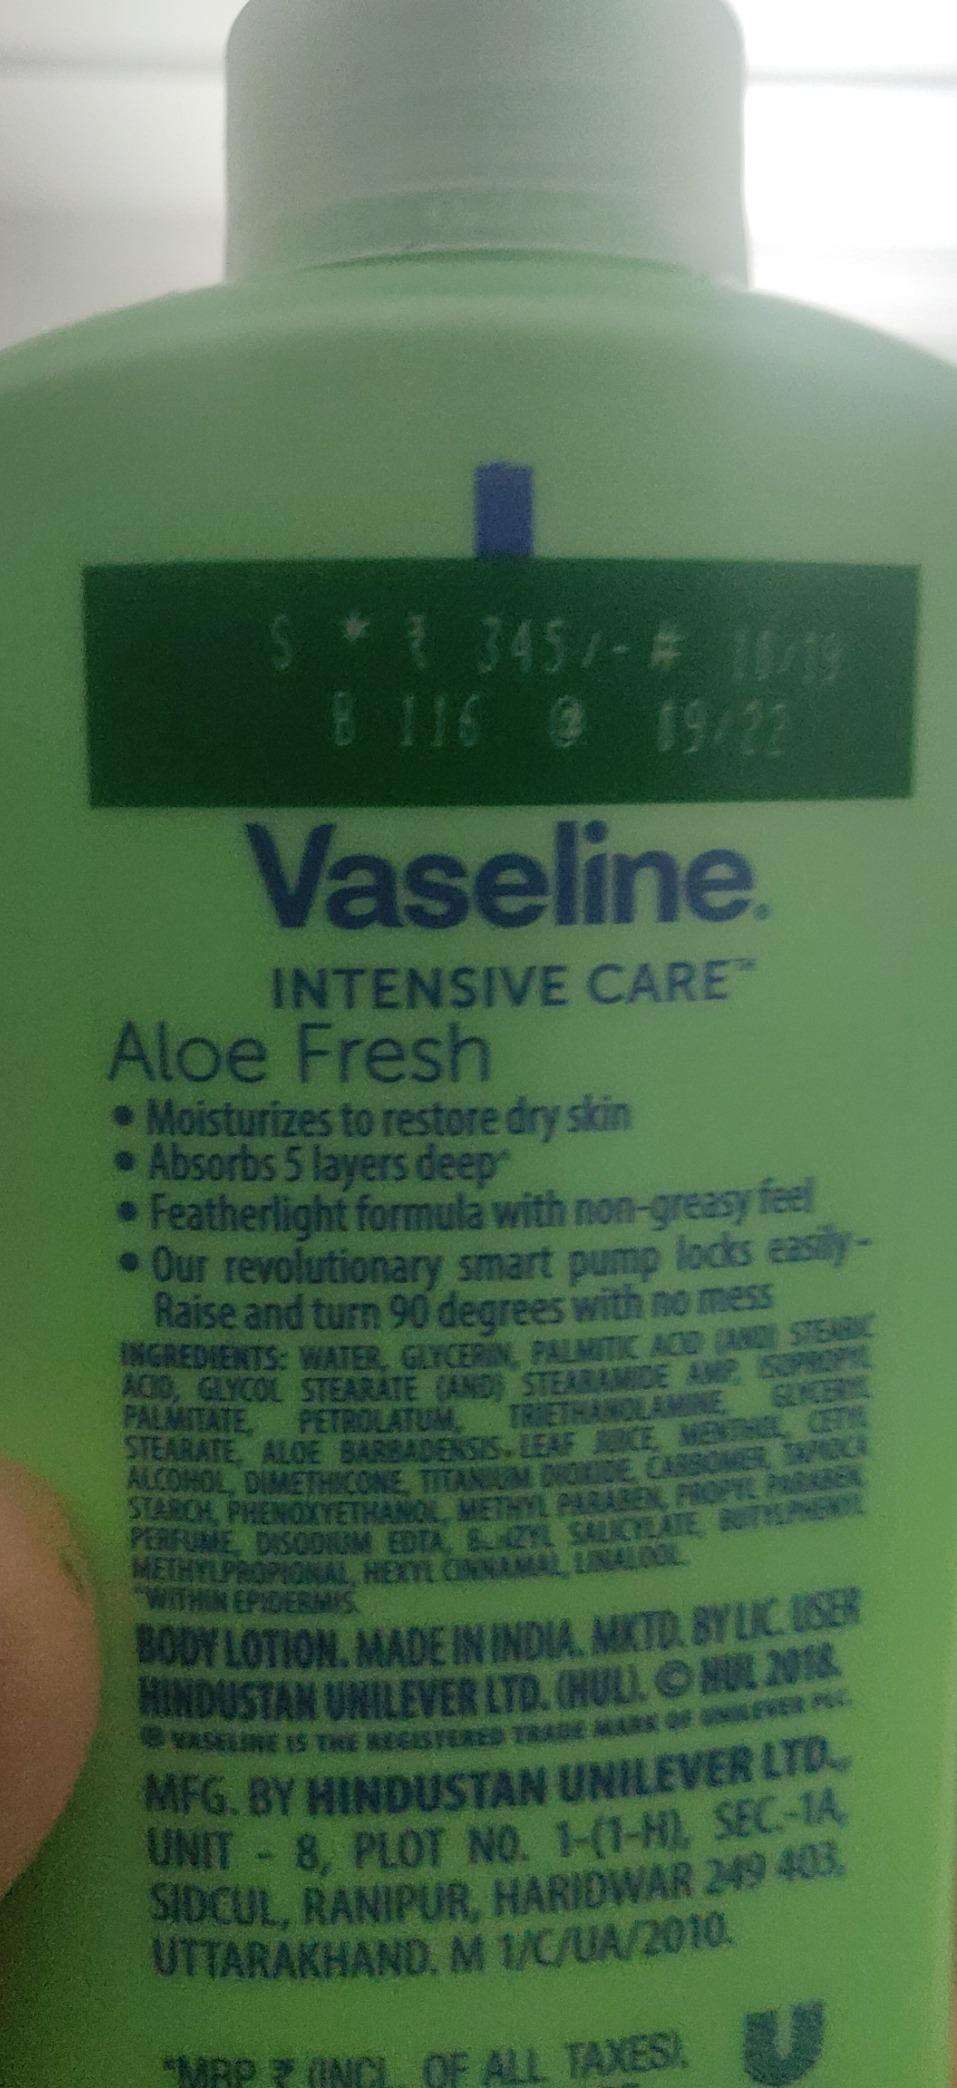 S * ₹ 345/- # 10/19
B 116 @ 09/22
Vaseline®
INTENSIVE CARE™
Aloe Fresh
• Moisturizes to restore dry skin
• Absorbs 5 layers deep^
• Featherlight formula with non-greasy feel
• Our revolutionary smart pump locks easily-
Raise and turn 90 degrees with no mess
INGREDIENTS: WATER, GLYCERIN, PALMITIC ACID (AND) STEARIC
ACID, GLYCOL STEARATE (AND) STEARAMIDE AMP, ISOPROPYL
PALMITATE, PETROLATUM, TRIETHANOLAMINE, GLYCERYL
STEARATE, ALOE BARBADENSIS LEAF JUICE, MENTHOL, CETYL
ALCOHOL, DIMETHICONE, TITANIUM DIOXIDE, CARBOMER, TAPIOCA
STARCH, PHENOXYETHANOL, METHYL PARABEN, PROPYL PARABEN,
PERFUME, DISODIUM EDTA, SALICYLATE, BUTYLPHENYL
METHYLPROPIONAL, HEXYL CINNAMAL, LINALOOL.
^WITHIN EPIDERMIS.
BODY LOTION. MADE IN INDIA. MKTD. BY LIC. USER
HINDUSTAN UNILEVER LTD. (HUL). © HUL 2018.
® VASELINE IS THE REGISTERED TRADE MARK OF UNILEVER PLC.
MFG. BY HINDUSTAN UNILEVER LTD.,
UNIT - 8, PLOT NO. 1-(1-H), SEC.-1A,
SIDCUL, RANIPUR, HARIDWAR 249 403,
UTTARAKHAND. M 1/C/UA/2010.
*MRP ₹ (INCL. OF ALL TAXES).